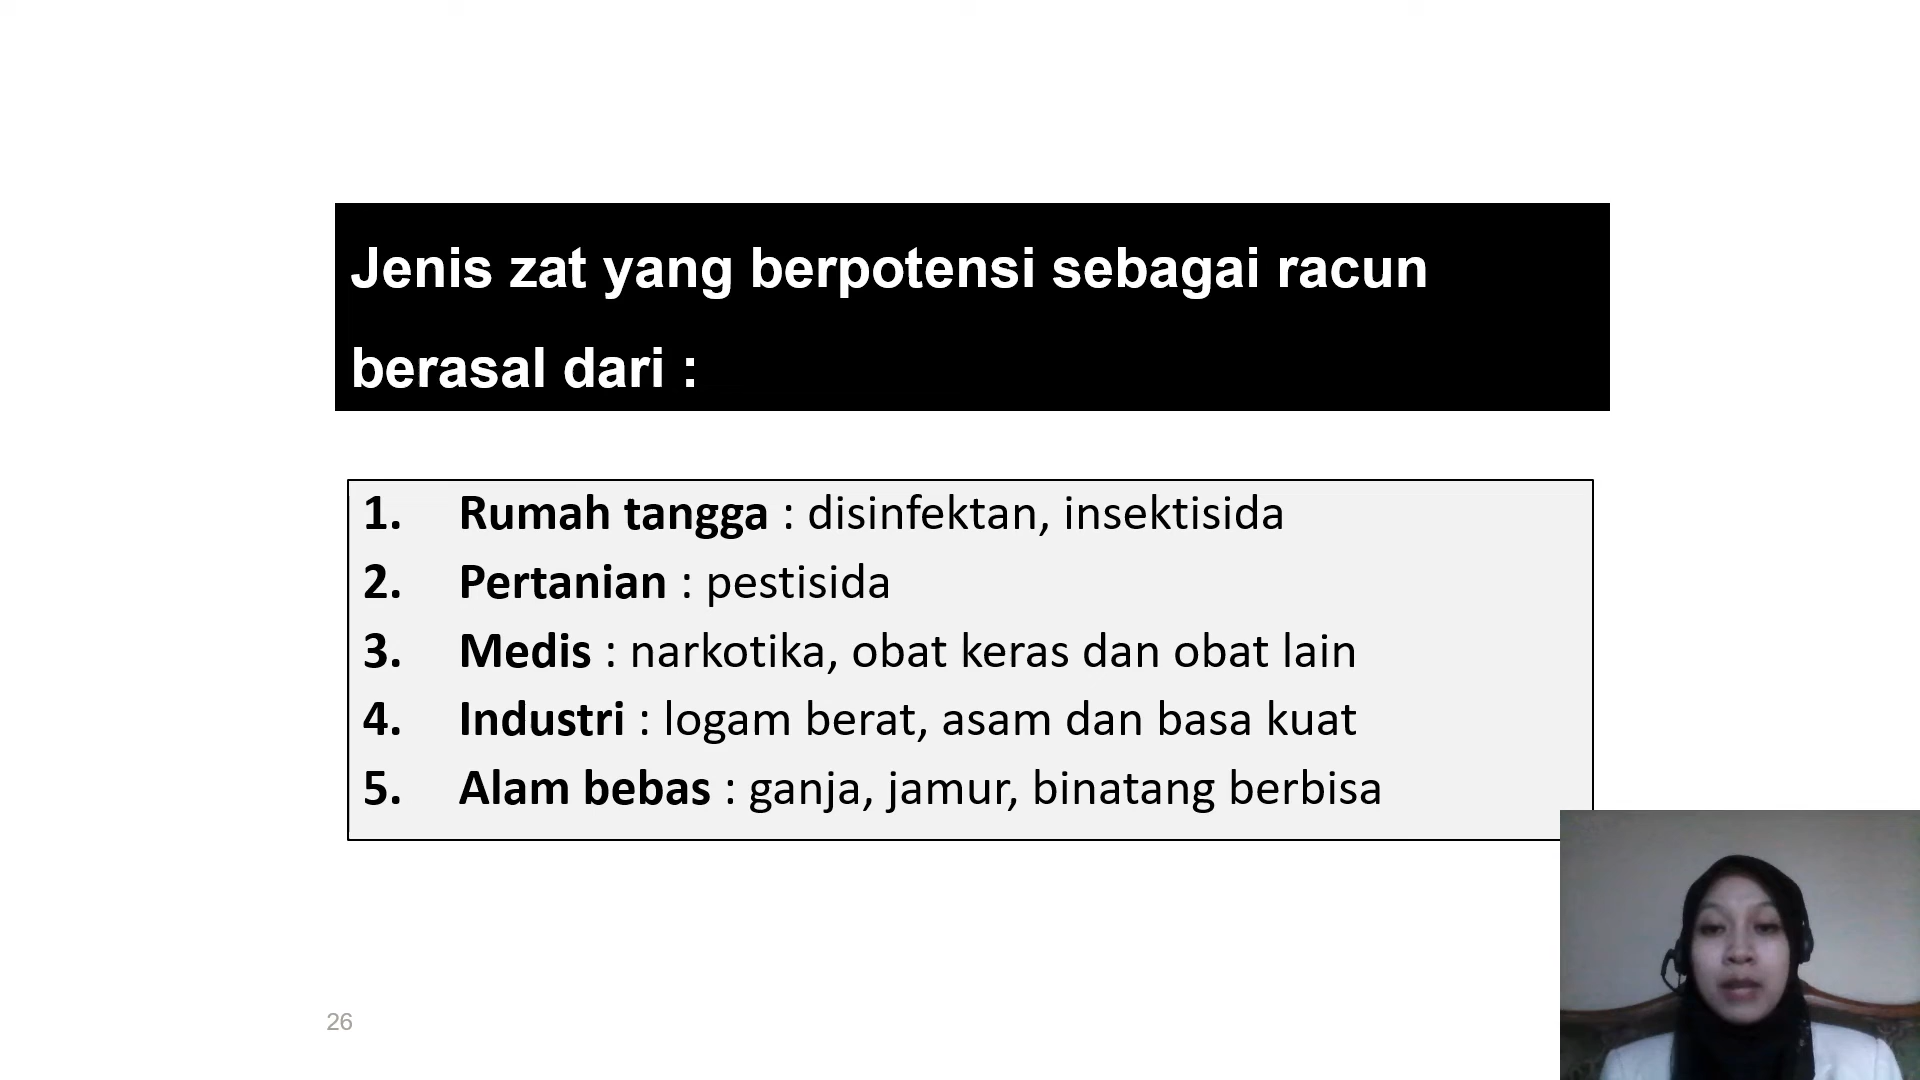 Jenis zat yang berpotensi sebagai racun
berasal dari :
1. Rumah tangga : disinfektan, insektisida
2. Pertanian : pestisida
3. Medis : narkotika, obat keras dan obat lain
4. Industri : logam berat, asam dan basa kuat
5. Alam bebas : ganja, jamur, binatang berbisa
26